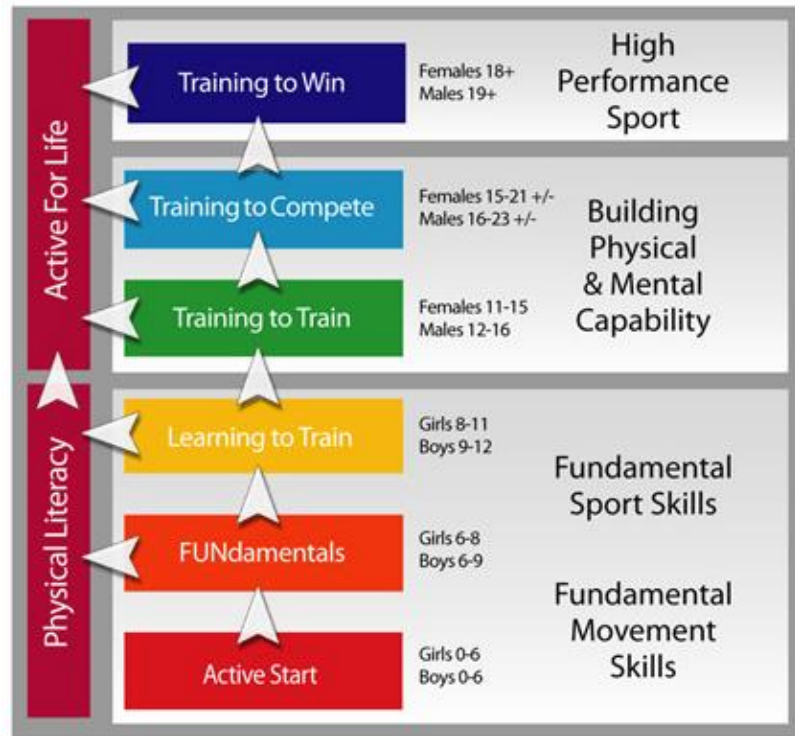 Active For Life
Physical Literacy
Training to Win
Females 18+
Males 19+
High
Performance
Sport
Training to Compete
Females 15-21 +/-
Males 16-23 +/-
Training to Train
Females 11-15
Males 12-16
Building
Physical
& Mental
Capability
Learning to Train
Girls 8-11
Boys 9-12
Fundamental
Sport Skills
FUNdamentals
Girls 6-8
Boys 6-9
Fundamental
Movement
Skills
Active Start
Girls 0-6
Boys 0-6